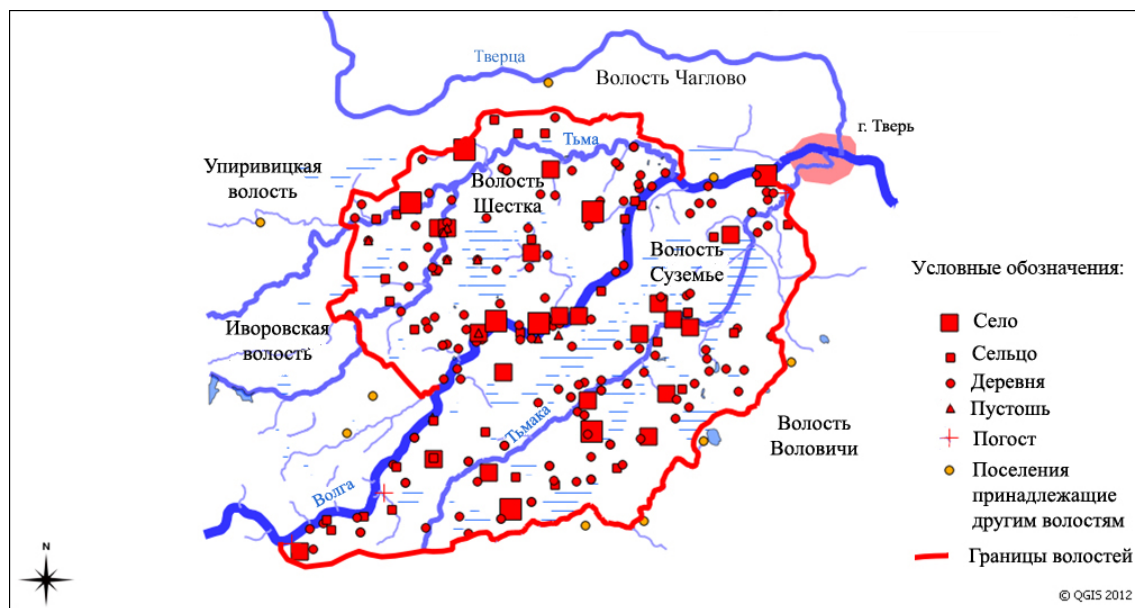 Тверца
Волость Чаглово
г. Тверь
Тьма
Упиривицкая
волость
Волость
Шестка
Волость
Суземье
Условные обозначения:
Иворовская
волость
Село
Сельцо
Деревня
Пустошь
Погост
Поселения
принадлежащие
другим волостям
Границы волостей
Волость
Воловичи
Тьмака
Волга
N
© QGIS 2012